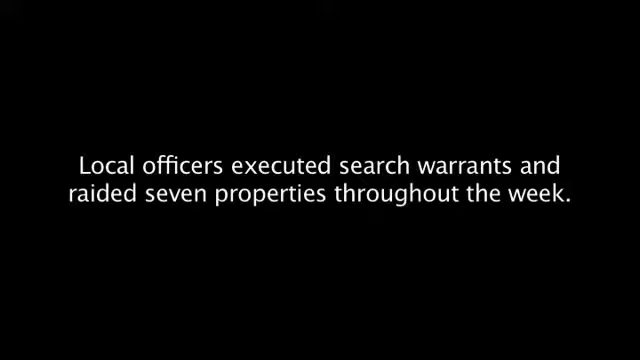 Local officers executed search warrants and
raided seven properties throughout the week.